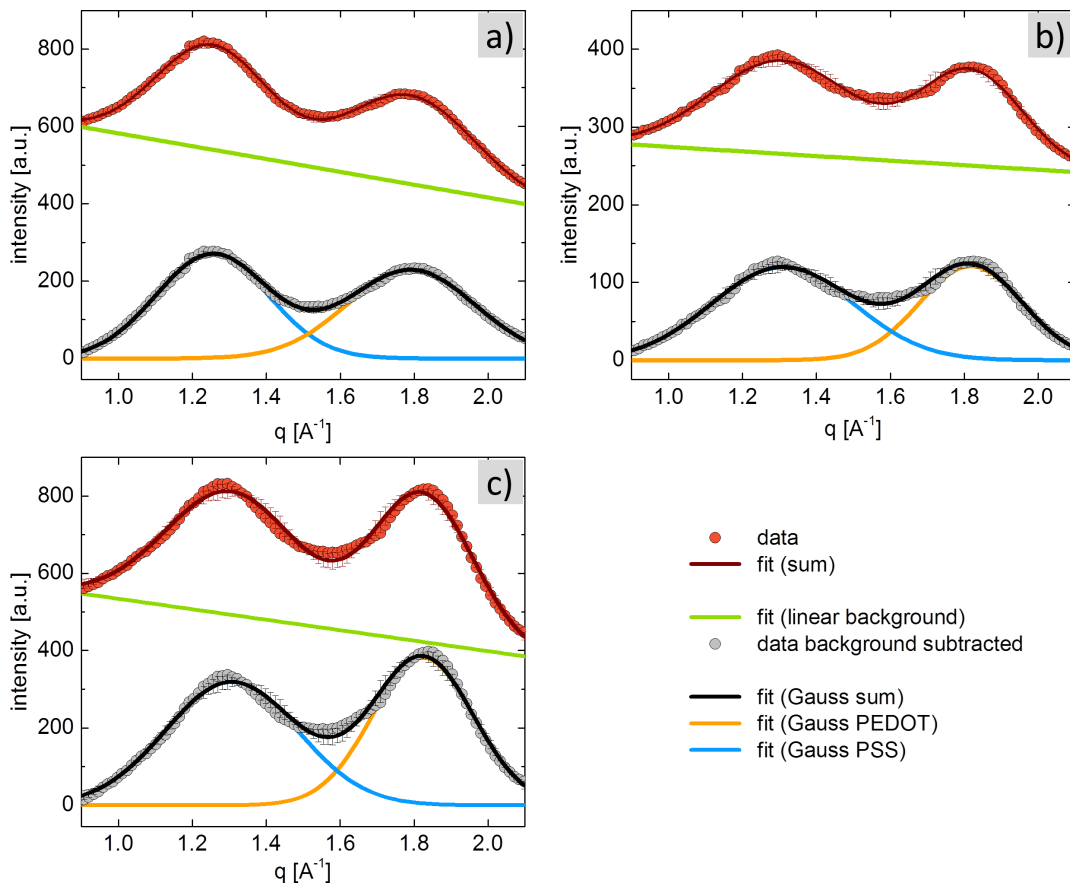 a)
800
600
400
200
0
intensity [a.u.]
1.0 1.2 1.4 1.6 1.8 2.0
q [A⁻¹]
b)
400
300
200
100
0
intensity [a.u.]
1.0 1.2 1.4 1.6 1.8 2.0
q [A⁻¹]
c)
800
600
400
200
0
intensity [a.u.]
1.0 1.2 1.4 1.6 1.8 2.0
q [A⁻¹]
data
fit (sum)
fit (linear background)
data background subtracted
fit (Gauss sum)
fit (Gauss PEDOT)
fit (Gauss PSS)